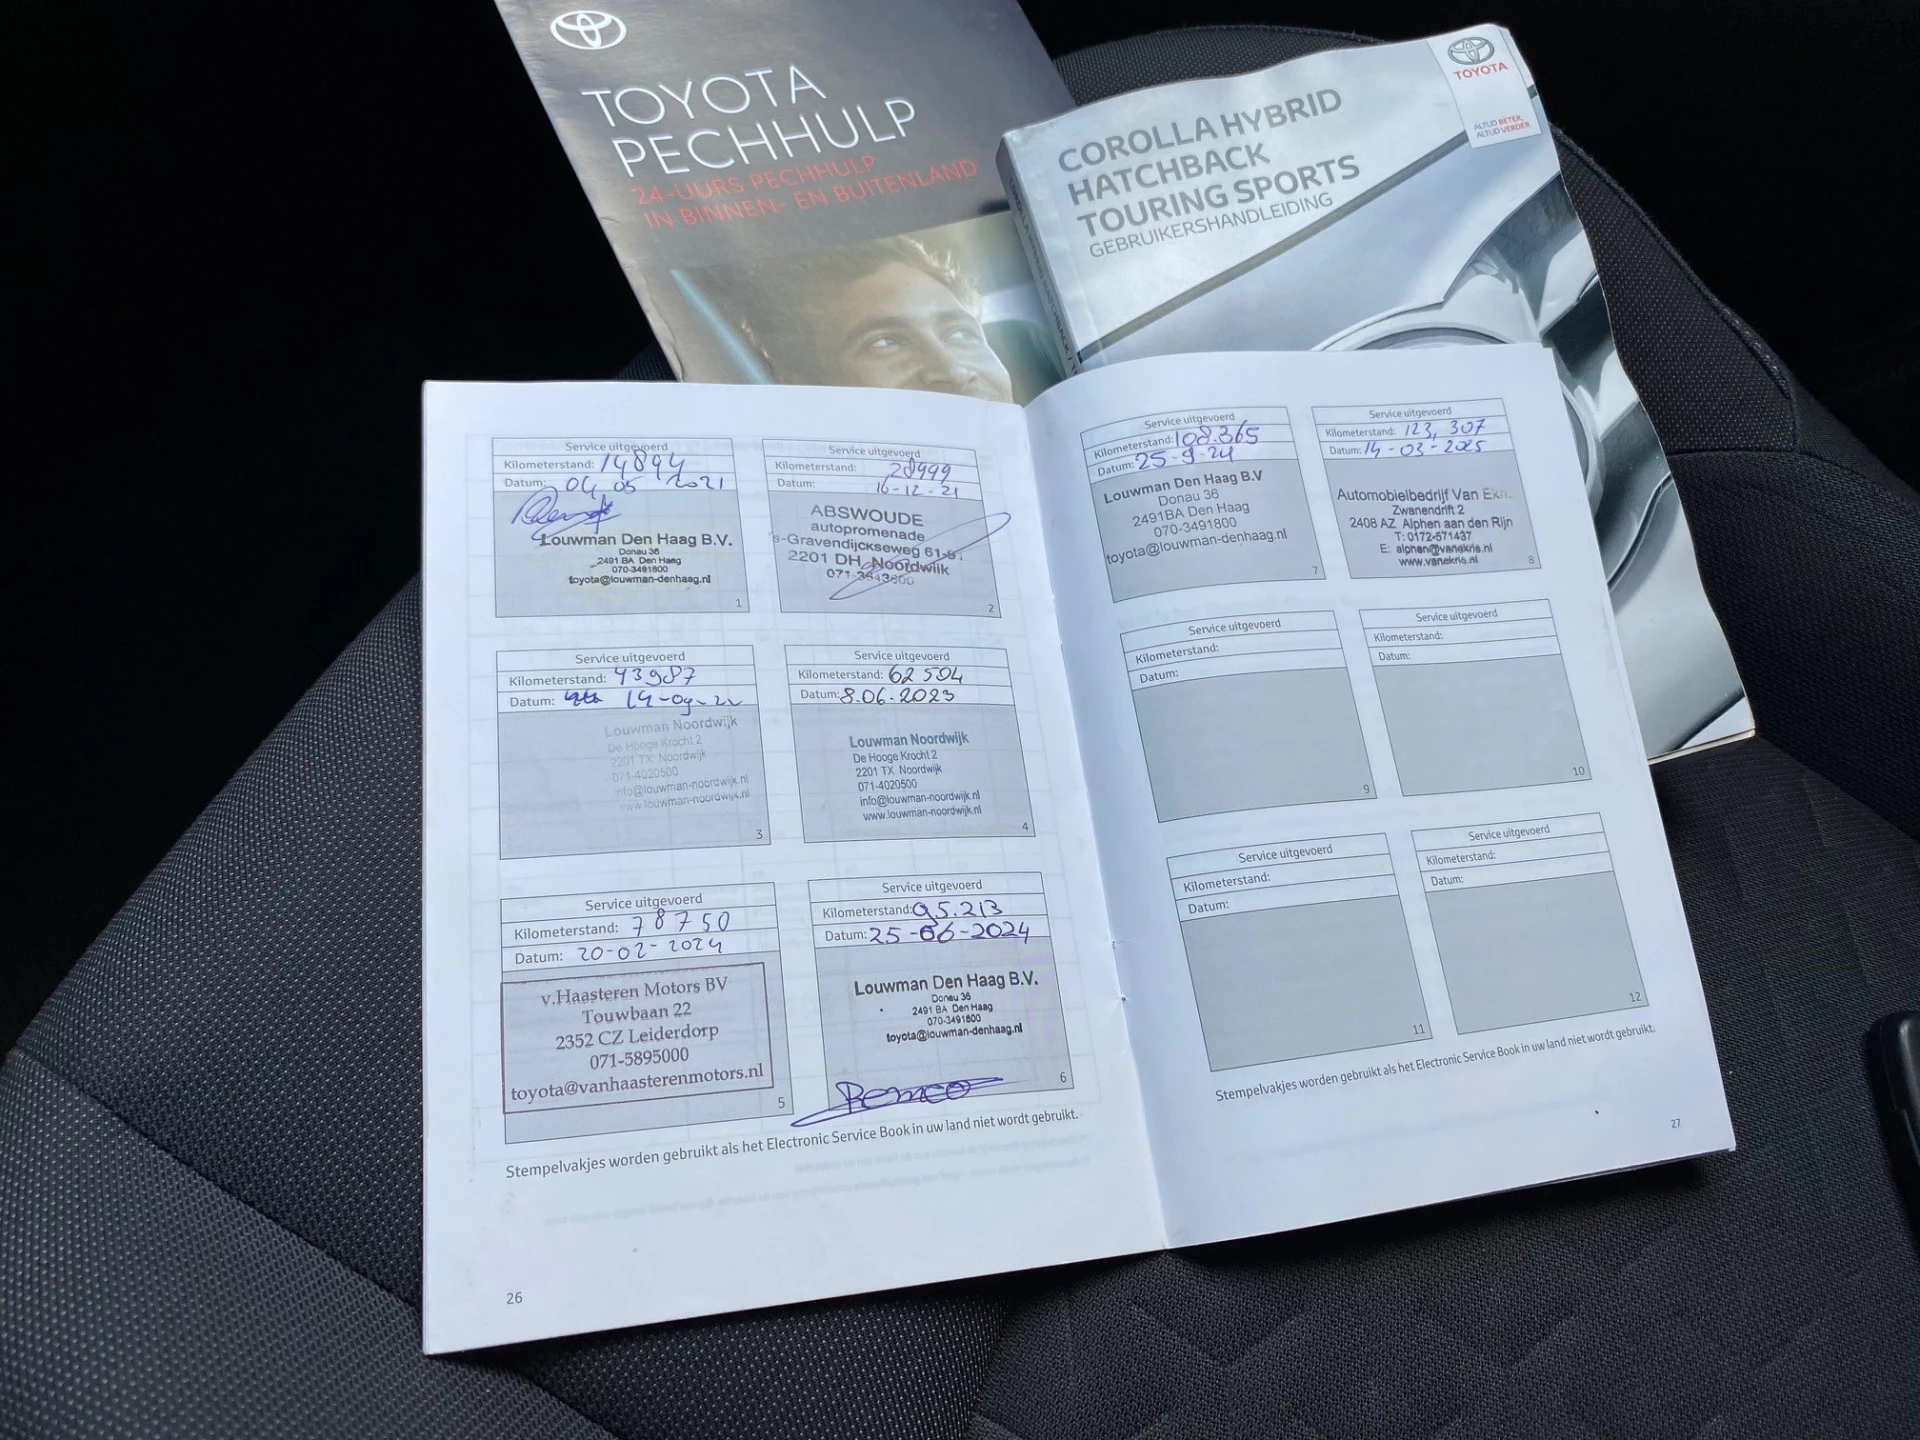 TOYOTA
PECHHULP
24-UURS PECHHULP
IN BINNEN- EN BUITENLAND
TOYOTA
ALTIJD BETER,
ALTIJD VERDER
COROLLA HYBRID
HATCHBACK
TOURING SPORTS
GEBRUIKERSHANDLEIDING
COROLLA HYBRID HATCHBACK /
Service uitgevoerd
Kilometerstand: 14894
Datum: 04 05 2021
Louwman Den Haag B.V.
Donau 36
2491 BA Den Haag
070-3491800
toyota@louwman-denhaag.nl
1
Service uitgevoerd
Kilometerstand: 28999
Datum: 16-12-21
ABSWOUDE
autopromenade
's-Gravendijckseweg
2201 DH Noordwijk
2
Service uitgevoerd
Kilometerstand: 43987
Datum: 14-09-22
Louwman Noordwijk
De Hooge Krocht 2
2201 TX Noordwijk
071-4020500
info@louwman-noordwijk.nl
www.louwman-noordwijk.nl
3
Service uitgevoerd
Kilometerstand: 62504
Datum: 8.06.2023
Louwman Noordwijk
De Hooge Krocht 2
2201 TX Noordwijk
071-4020500
info@louwman-noordwijk.nl
www.louwman-noordwijk.nl
4
Service uitgevoerd
Kilometerstand: 78750
Datum: 20-02-2024
v.Haasteren Motors BV
Touwbaan 22
2352 CZ Leiderdorp
071-5895000
toyota@vanhaasterenmotors.nl
5
Service uitgevoerd
Kilometerstand: 95.213
Datum: 25-06-2024
Louwman Den Haag B.V.
Donau 36
2491 BA Den Haag
070-3491800
toyota@louwman-denhaag.nl
6
Stempelvakjes worden gebruikt als het Electronic Service Book in uw land niet wordt gebruikt.
26
Service uitgevoerd
Kilometerstand: 108.365
Datum: 25-9-24
Louwman Den Haag B.V
Donau 36
2491BA Den Haag
070-3491800
toyota@louwman-denhaag.nl
7
Service uitgevoerd
Kilometerstand: 123,307
Datum: 14-03-2025
Automobielbedrijf Van
Zwanendrift 2
2408 AZ Alphen aan den Rijn
T: 0172-571437
E: alphen@vanekris.nl
www.vanekris.nl
8
Service uitgevoerd
Kilometerstand:
Datum:
9
Service uitgevoerd
Kilometerstand:
Datum:
10
Service uitgevoerd
Kilometerstand:
Datum:
11
Service uitgevoerd
Kilometerstand:
Datum:
12
Stempelvakjes worden gebruikt als het Electronic Service Book in uw land niet wordt gebruikt.
27